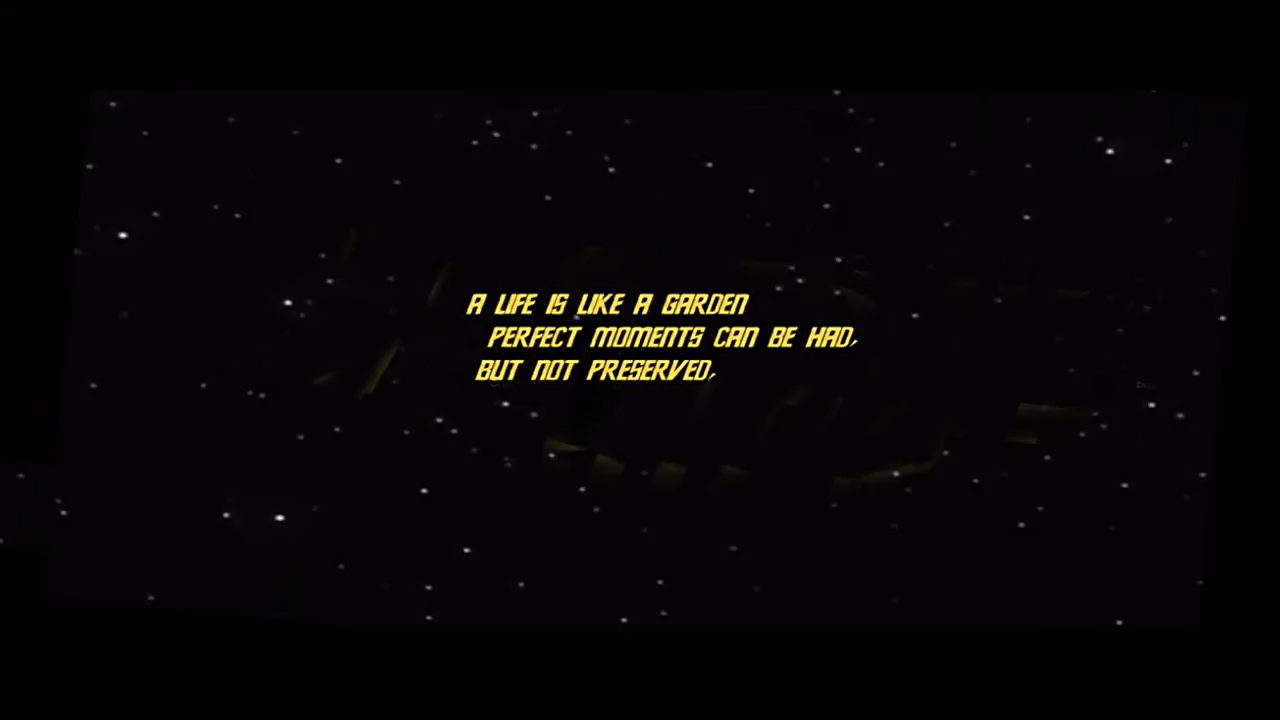 A LIFE IS LIKE A GARDEN
PERFECT MOMENTS CAN BE HAD,
BUT NOT PRESERVED,